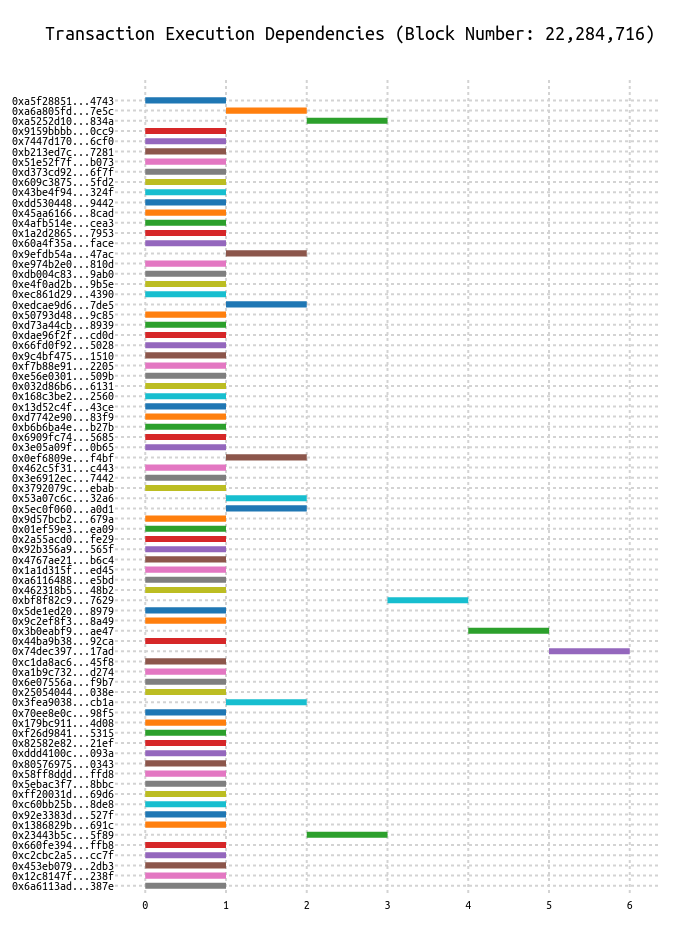 Transaction Execution Dependencies (Block Number: 22,284,716)
0xa5f28851...4743
0xa6a805fd...7e5c
0xa5252d10...834a
0x9159bbbb...0cc9
0x7447d170...6cf0
0xb213ed7c...7281
0x51e52f7f...b073
0xd373cd92...6f7f
0x609c3875...5fd2
0x43be4f94...324f
0xdd530448...9442
0x45aa6166...8cad
0x4afb514e...cea3
0x1a2d2865...7953
0x60a4f35a...face
0x9efdb54a...47ac
0xe974b2e0...810d
0xdb004c83...9ab0
0xe4f0ad2b...9b5e
0xec861d29...4390
0xedcae9d6...7de5
0x50793d48...9c85
0xd73a44cb...8939
0xdae96f2f...cd0d
0x66fd0f92...5028
0x9c4bf475...1510
0xf7b88e91...2205
0xe56e0301...509b
0x032d86b6...6131
0x168c3be2...2560
0x13d52c4f...43ce
0xd7742e90...83f9
0xb6b6ba4e...b27b
0x6909fc74...5685
0x3e05a09f...0b65
0x0ef6809e...f4bf
0x462c5f31...c443
0x3e6912ec...7442
0x3792079c...ebab
0x53a07c6c...32a6
0x5ec0f060...a0d1
0x9d57bcb2...679a
0x01ef59e3...ea09
0x2a55acd0...fe29
0x92b356a9...565f
0x4767ae21...b6c4
0x1a1d315f...ed45
0xa6116488...e5bd
0x462318b5...48b2
0xbf8f82c9...7629
0x5de1ed20...8979
0x9c2ef8f3...8a49
0x3b0eabf9...ae47
0x44ba9b38...92ca
0x74dec397...17ad
0xc1da8ac6...45f8
0xa1b9c732...d274
0x6e07556a...f9b7
0x25054044...038e
0x3fea9038...cb1a
0x70ee8e0c...98f5
0x179bc911...4d08
0xf26d9841...5315
0x82582e82...21ef
0xddd4100c...093a
0x80576975...0343
0x58ff8ddd...ffd8
0x5ebac3f7...8bbc
0xff20031d...69d6
0xc60bb25b...8de8
0x92e3383d...527f
0x1386829b...691c
0x23443b5c...5f89
0x660fe394...ffb8
0xc2cbc2a5...cc7f
0x453eb079...2db3
0x12c8147f...238f
0x6a6113ad...387e
0 1 2 3 4 5 6